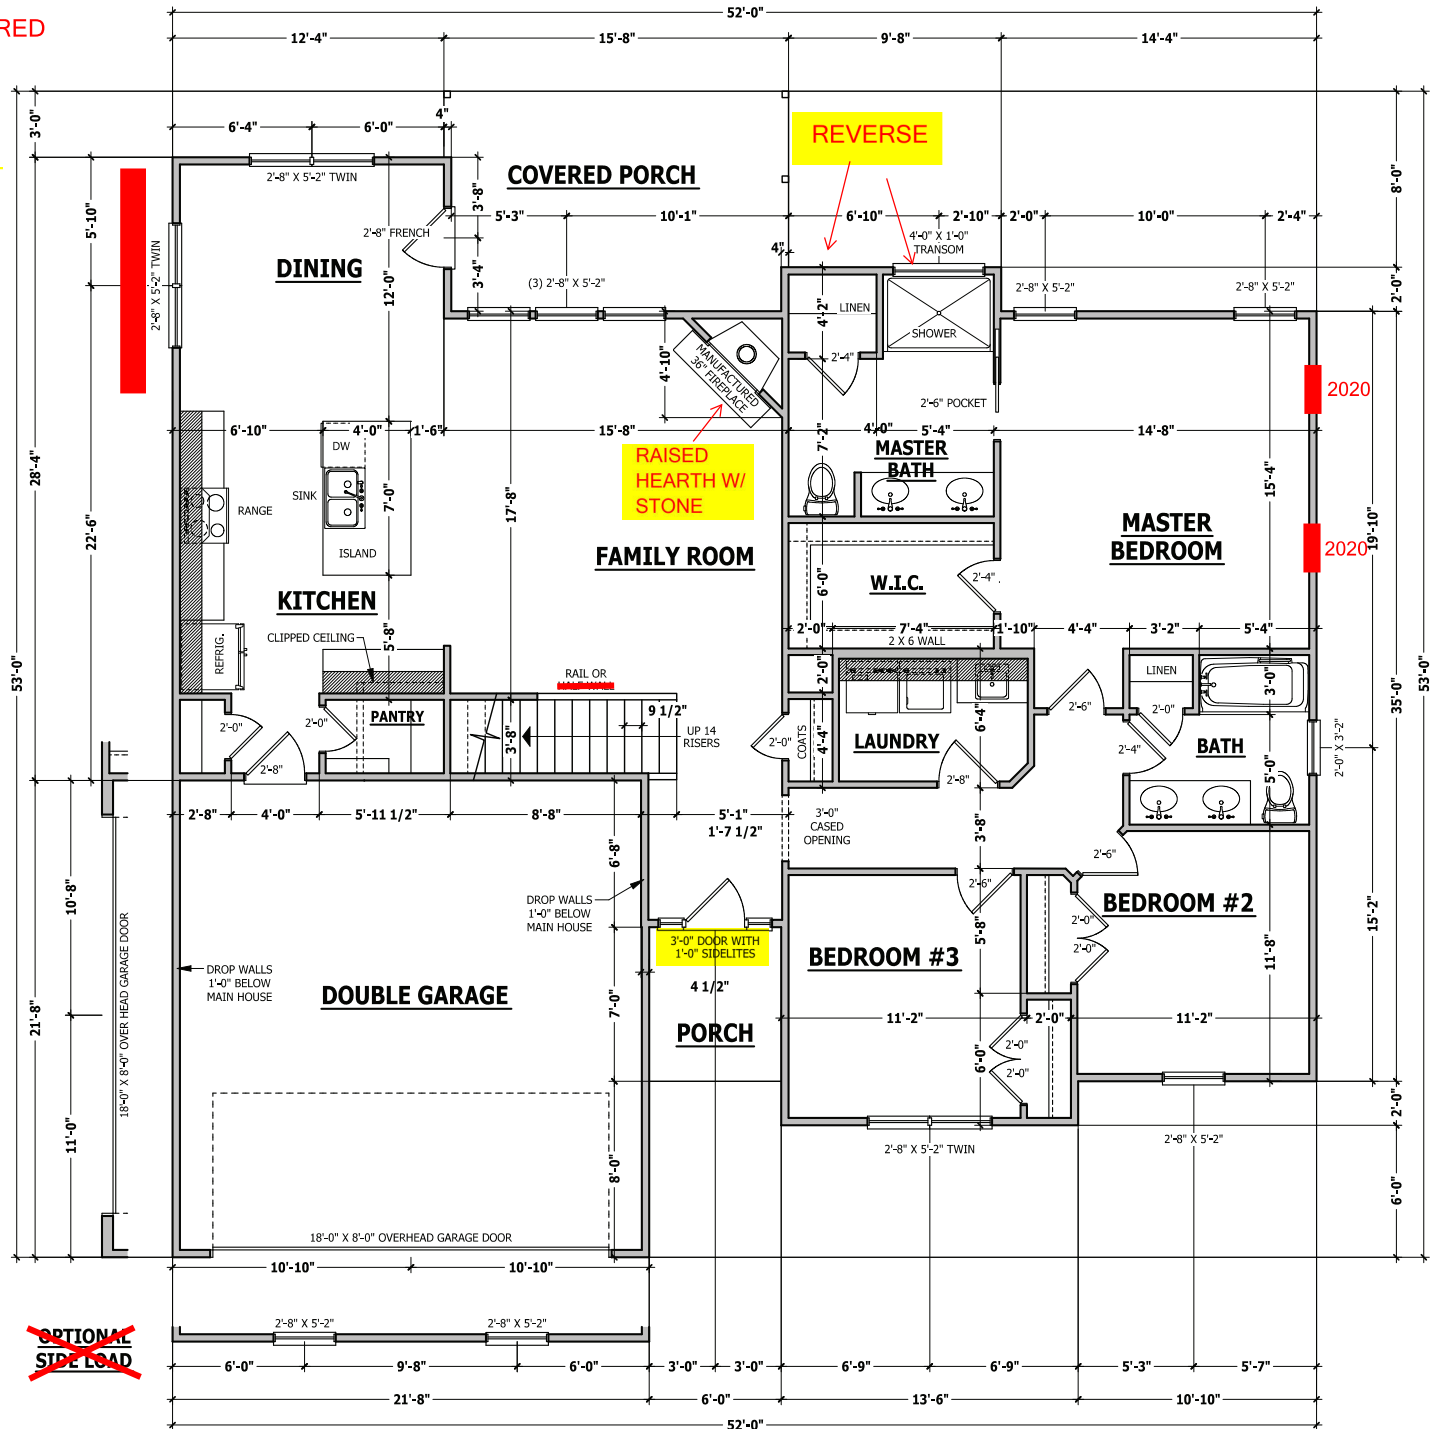 52'-0"
RED
12'-4"
15'-8"
9'-8"
14'-4"
3'-0"
4"
6'-4"
6'-0"
REVERSE
2'-8" X 5'-2" TWIN
COVERED PORCH
3'-8"
8'-0"
5'-10"
5'-3"
10'-1"
6'-10"
2'-10"
2'-0"
10'-0"
2'-4"
2'-8" FRENCH
4'-0" X 1'-0"
TRANSOM
4"
2'-8" X 5'-2" TWIN
DINING
12'-0"
3'-4"
(3) 2'-8" X 5'-2"
2'-8" X 5'-2"
2'-8" X 5'-2"
2'-0"
4'-2"
LINEN
SHOWER
4'-10"
MANUFACTURED
36" FIREPLACE
2'-4"
2020
2'-6" POCKET
6'-10"
4'-0"
1'-6"
15'-8"
7'-2"
4'-0"
5'-4"
14'-8"
DW
MASTER
BATH
RAISED
HEARTH W/
STONE
28'-4"
15'-4"
SINK
7'-0"
17'-8"
RANGE
MASTER
BEDROOM
22'-6"
ISLAND
FAMILY ROOM
2020
19'-10"
6'-0"
W.I.C.
2'-4"
KITCHEN
CLIPPED CEILING
5'-8"
2'-0"
7'-4"
1'-10"
4'-4"
3'-2"
5'-4"
2 X 6 WALL
REFRIG.
53'-0"
53'-0"
RAIL OR
2'-0"
LINEN
3'-0"
35'-0"
2'-0"
2'-0"
PANTRY
9 1/2"
6'-4"
2'-6"
2'-0"
3'-8"
UP 14
RISERS
2'-0"
COATS
4'-4"
LAUNDRY
2'-4"
BATH
2'-0" X 3'-2"
2'-8"
2'-8"
5'-0"
2'-8"
4'-0"
5'-11 1/2"
8'-8"
5'-1"
1'-7 1/2"
3'-0"
CASED
OPENING
3'-8"
6'-8"
2'-6"
10'-8"
DROP WALLS
1'-0" BELOW
MAIN HOUSE
2'-6"
BEDROOM #2
2'-0"
15'-2"
3'-0" DOOR WITH
1'-0" SIDELITES
5'-8"
2'-0"
11'-8"
BEDROOM #3
DROP WALLS
1'-0" BELOW
MAIN HOUSE
18'-0" X 8'-0" OVER HEAD GARAGE DOOR
DOUBLE GARAGE
4 1/2"
7'-0"
21'-8"
PORCH
11'-2"
2'-0"
11'-2"
2'-0"
6'-0"
2'-0"
2'-0"
11'-0"
8'-0"
2'-8" X 5'-2" TWIN
2'-8" X 5'-2"
6'-0"
18'-0" X 8'-0" OVERHEAD GARAGE DOOR
10'-10"
10'-10"
2'-8" X 5'-2"
2'-8" X 5'-2"
OPTIONAL
SIDE LOAD
6'-0"
9'-8"
6'-0"
3'-0"
3'-0"
6'-9"
6'-9"
5'-3"
5'-7"
21'-8"
6'-0"
13'-6"
10'-10"
52'-0"